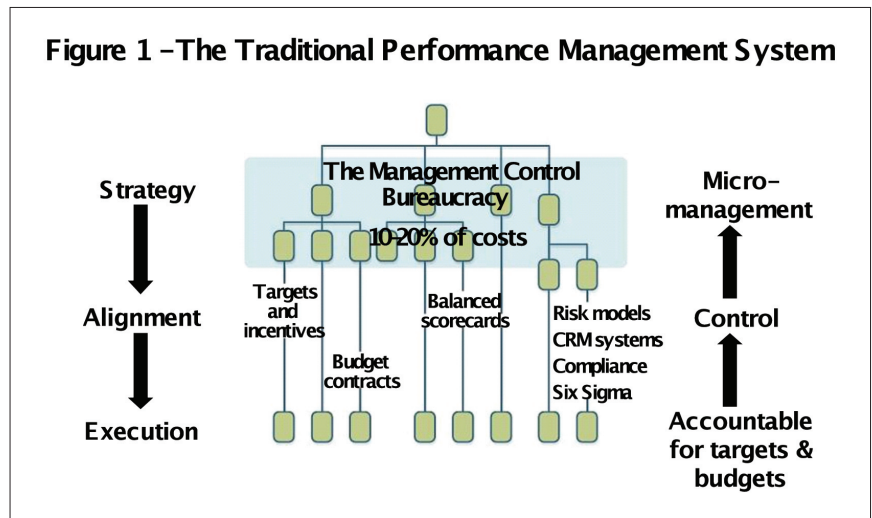 Figure 1 –The Traditional Performance Management System
Strategy
Alignment
Execution
The Management Control
Bureaucracy
10-20% of costs
Targets
and
incentives
Budget
contracts
Balanced
scorecards
Risk models
CRM systems
Compliance
Six Sigma
Micro-
management
Control
Accountable
for targets &
budgets